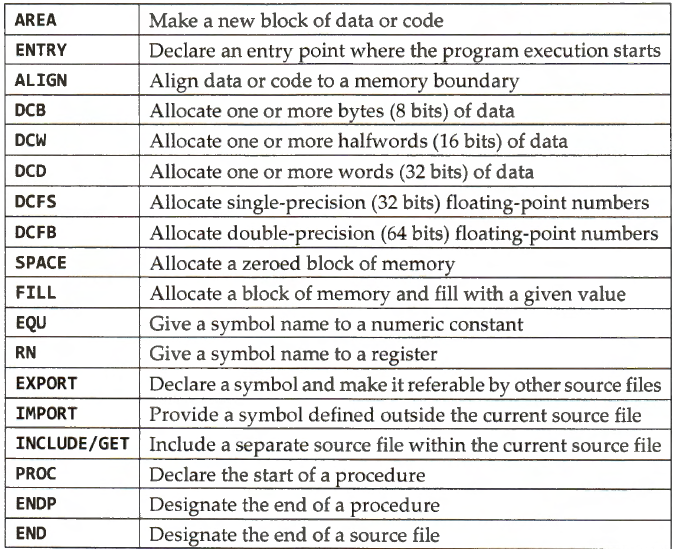 AREA Make a new block of data or code
ENTRY Declare an entry point where the program execution starts
ALIGN Align data or code to a memory boundary
DCB Allocate one or more bytes (8 bits) of data
DCW Allocate one or more halfwords (16 bits) of data
DCD Allocate one or more words (32 bits) of data
DCFS Allocate single-precision (32 bits) floating-point numbers
DCFB Allocate double-precision (64 bits) floating-point numbers
SPACE Allocate a zeroed block of memory
FILL Allocate a block of memory and fill with a given value
EQU Give a symbol name to a numeric constant
RN Give a symbol name to a register
EXPORT Declare a symbol and make it referable by other source files
IMPORT Provide a symbol defined outside the current source file
INCLUDE/GET Include a separate source file within the current source file
PROC Declare the start of a procedure
ENDP Designate the end of a procedure
END Designate the end of a source file